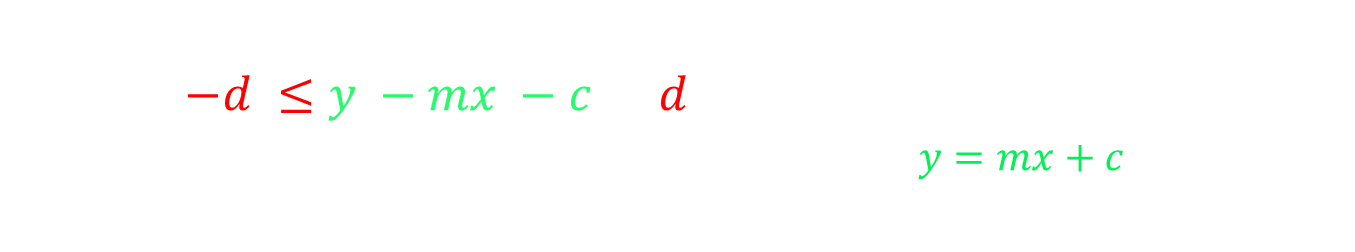 −d ≤ y − mx − c d
y = mx + c